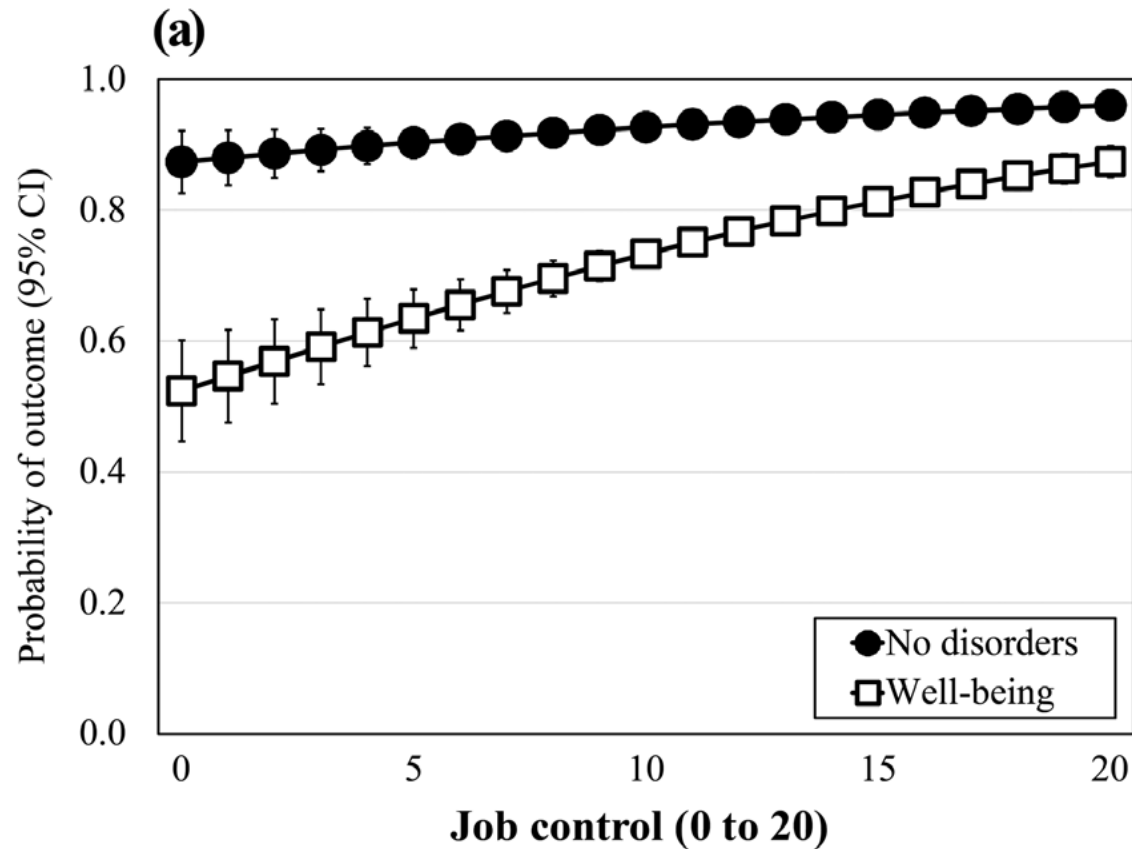 (a)
Probability of outcome (95% CI)
1.0
0.8
0.6
0.4
0.2
0.0
No disorders
Well-being
0 5 10 15 20
Job control (0 to 20)